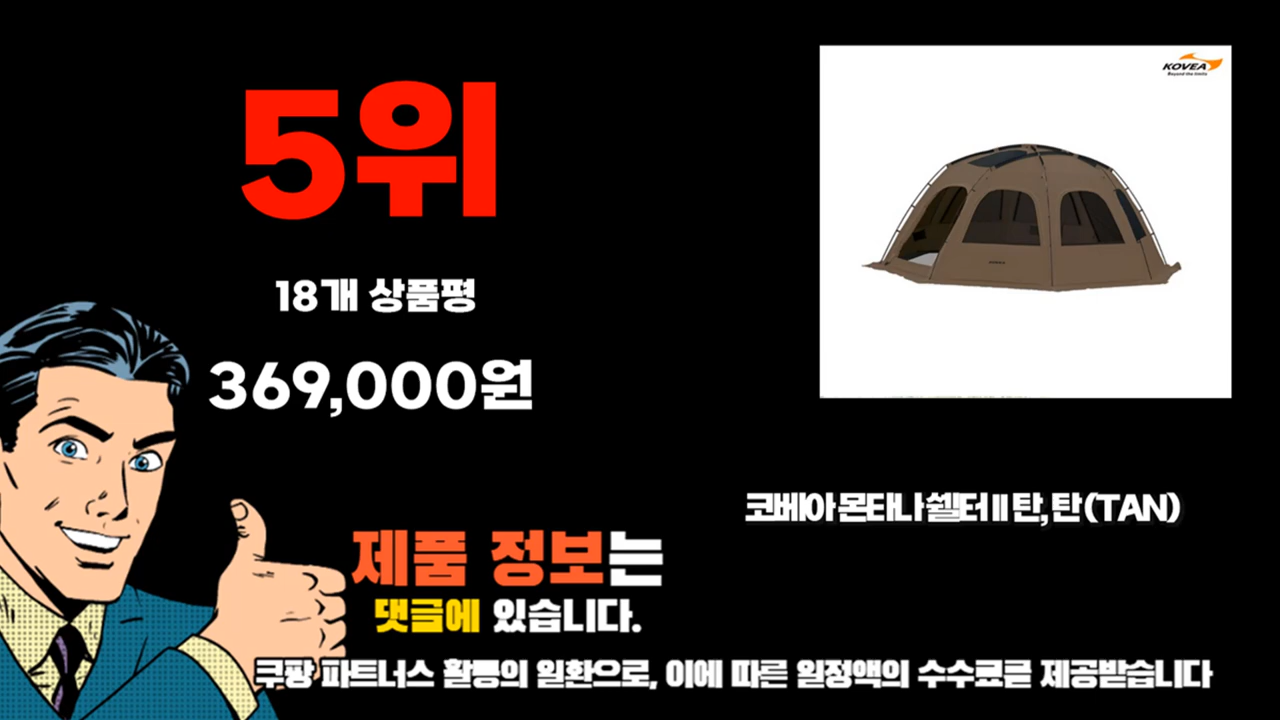 5위
18개 상품평
369,000원
KOVEA
Beyond the limits
코베아 몬타나 쉘터 II 탄, 탄 (TAN)
제품 정보는
댓글에 있습니다.
쿠팡 파트너스 활동의 일환으로, 이에 따른 일정액의 수수료를 제공받습니다